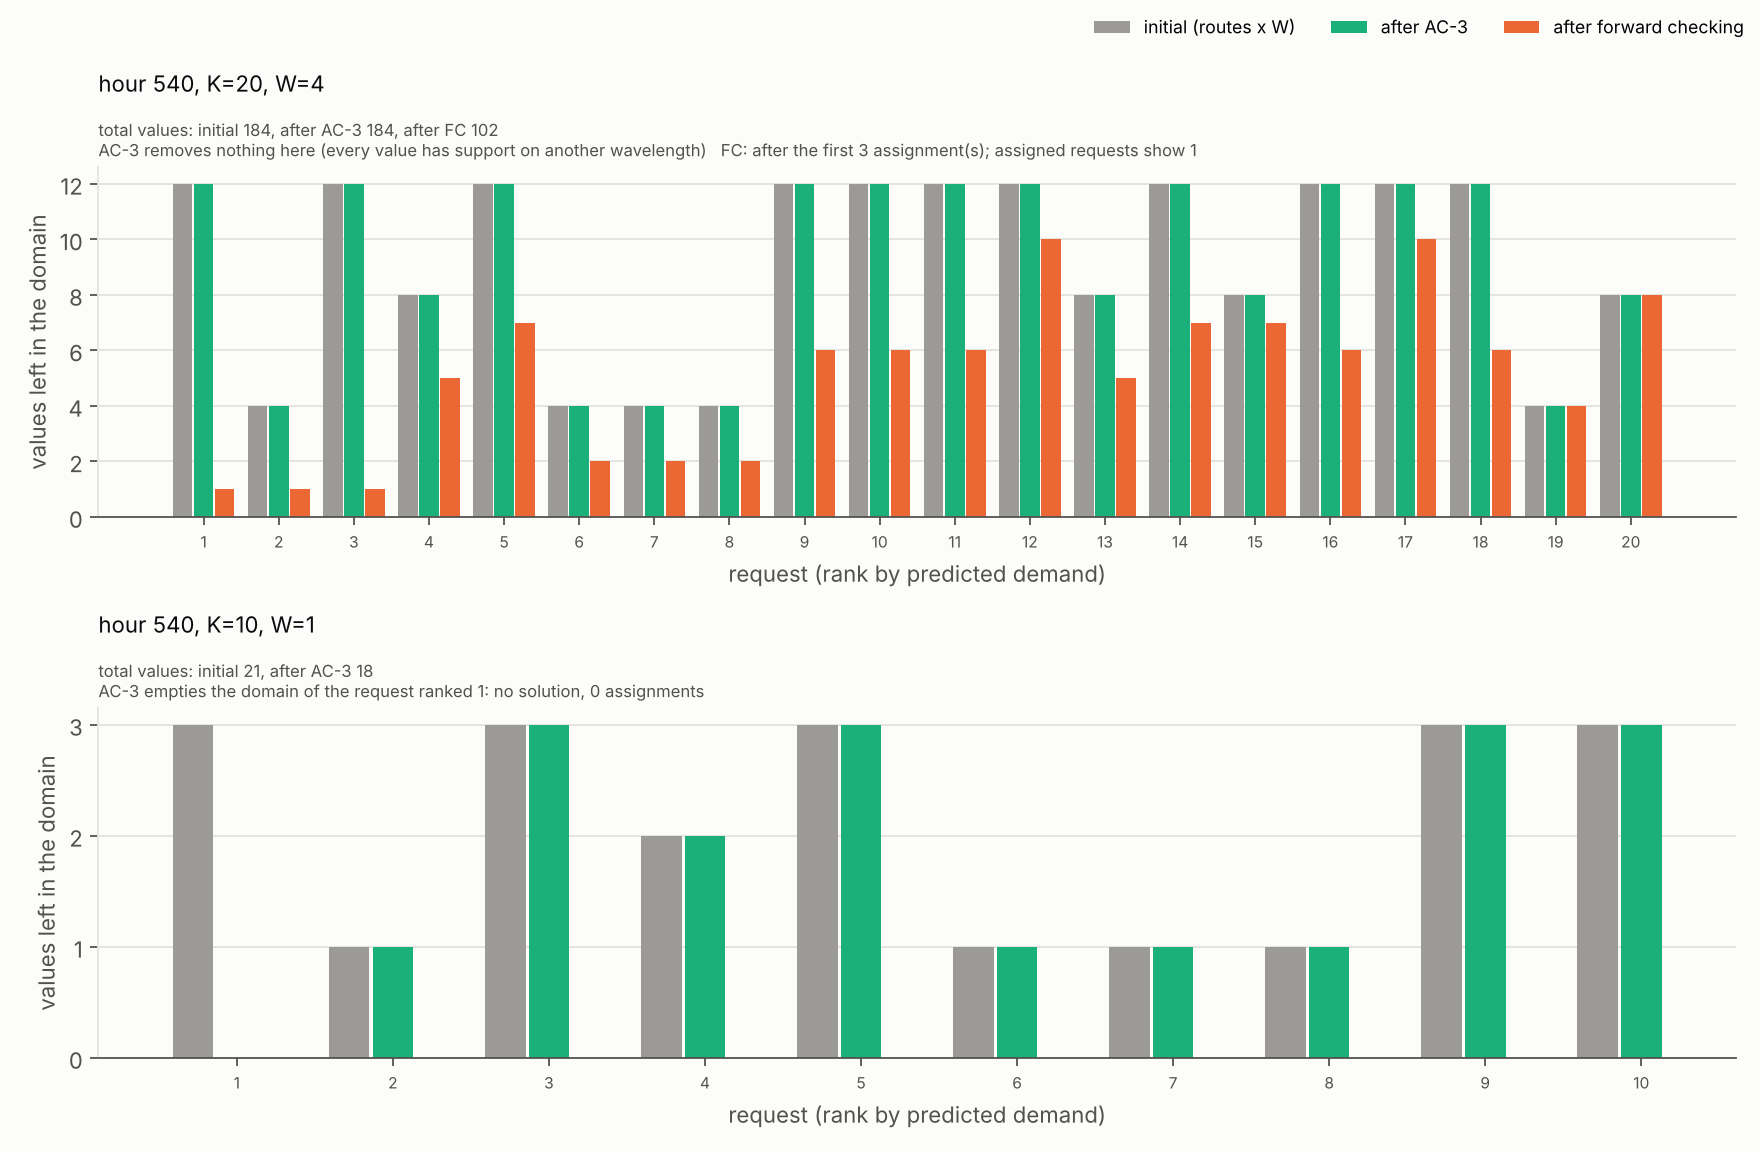 initial (routes x W) after AC-3 after forward checking
hour 540, K=20, W=4
total values: initial 184, after AC-3 184, after FC 102
AC-3 removes nothing here (every value has support on another wavelength) FC: after the first 3 assignment(s); assigned requests show 1
values left in the domain
12
10
8
6
4
2
0
1 2 3 4 5 6 7 8 9 10 11 12 13 14 15 16 17 18 19 20
request (rank by predicted demand)
hour 540, K=10, W=1
total values: initial 21, after AC-3 18
AC-3 empties the domain of the request ranked 1: no solution, 0 assignments
values left in the domain
3
2
1
0
1 2 3 4 5 6 7 8 9 10
request (rank by predicted demand)